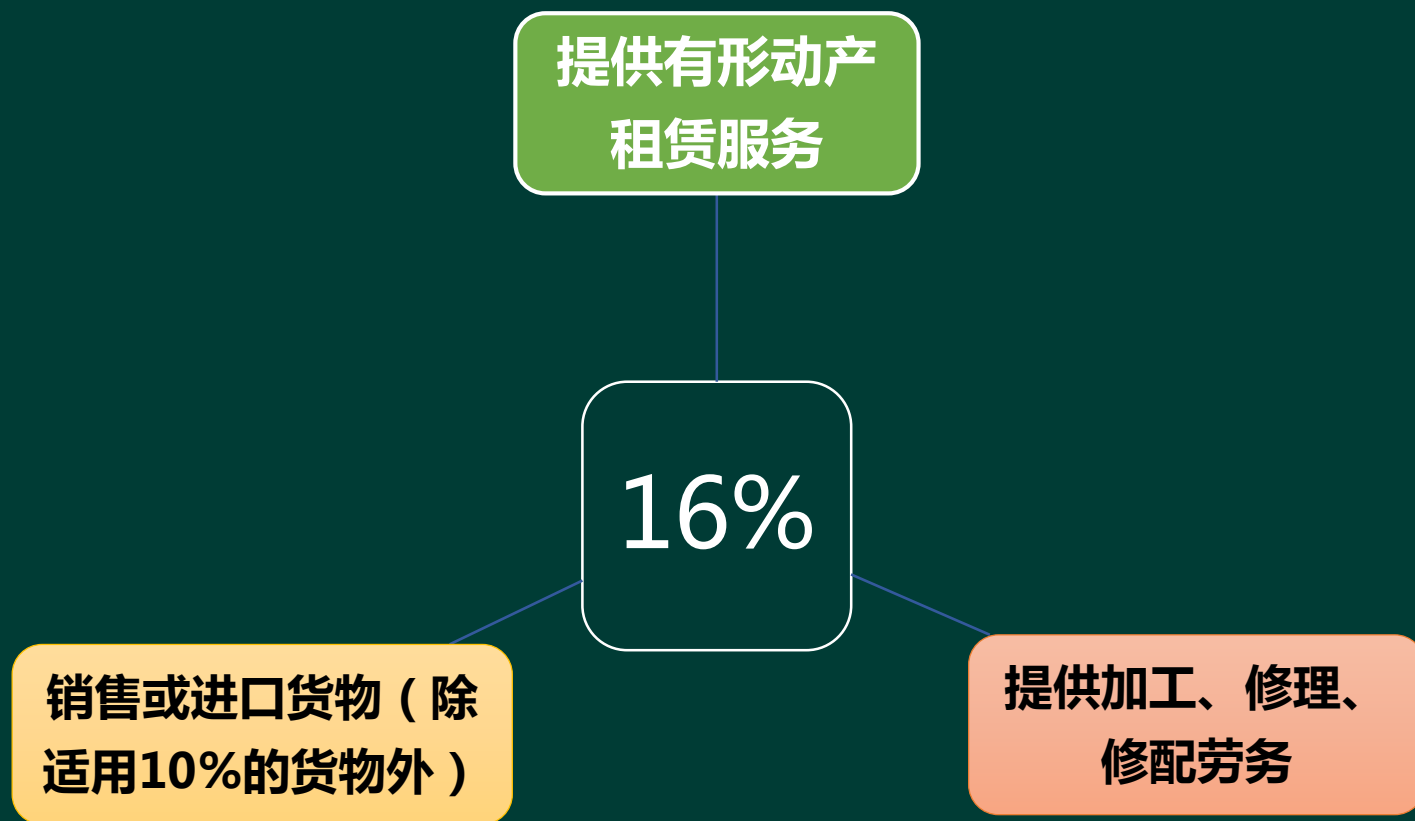 提供有形动产
租赁服务
16%
销售或进口货物（除
适用10%的货物外）
提供加工、修理、
修配劳务